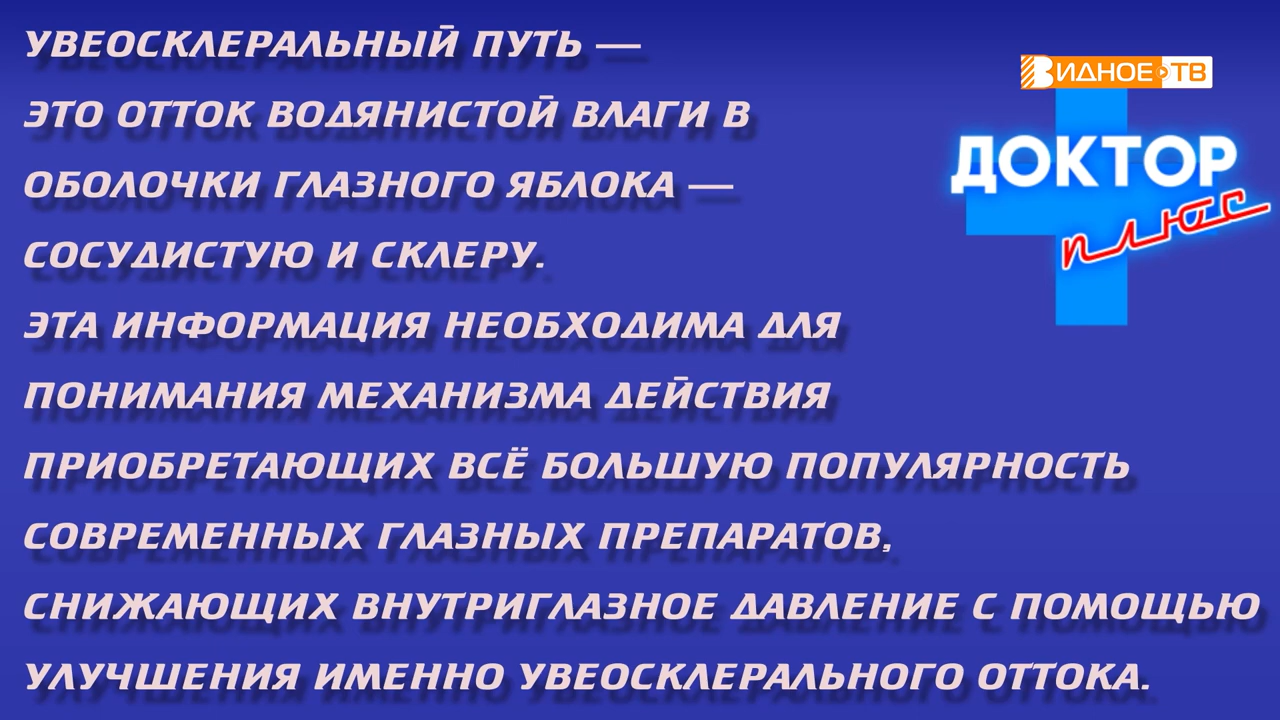 УВЕОСКЛЕРАЛЬНЫЙ ПУТЬ —
ЭТО ОТТОК ВОДЯНИСТОЙ ВЛАГИ В
ОБОЛОЧКИ ГЛАЗНОГО ЯБЛОКА —
СОСУДИСТУЮ И СКЛЕРУ.
ЭТА ИНФОРМАЦИЯ НЕОБХОДИМА ДЛЯ
ПОНИМАНИЯ МЕХАНИЗМА ДЕЙСТВИЯ
ПРИОБРЕТАЮЩИХ ВСЁ БОЛЬШУЮ ПОПУЛЯРНОСТЬ
СОВРЕМЕННЫХ ГЛАЗНЫХ ПРЕПАРАТОВ,
СНИЖАЮЩИХ ВНУТРИГЛАЗНОЕ ДАВЛЕНИЕ С ПОМОЩЬЮ
УЛУЧШЕНИЯ ИМЕННО УВЕОСКЛЕРАЛЬНОГО ОТТОКА.
ВИДНОЕ ТВ
ДОКТОР
плюс